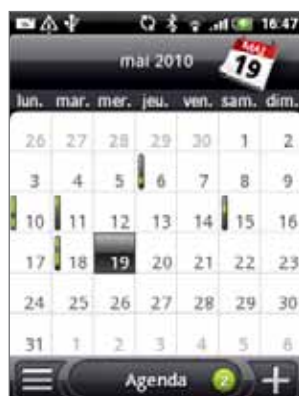 16:47
mai 2010
MAI
19
lun. mar. mer. jeu. ven. sam. dim.
26 27 28 29 30 1 2
3 4 5 6 7 8 9
10 11 12 13 14 15 16
17 18 19 20 21 22 23
24 25 26 27 28 29 30
31 1 2 3 4 5 6
Agenda 2